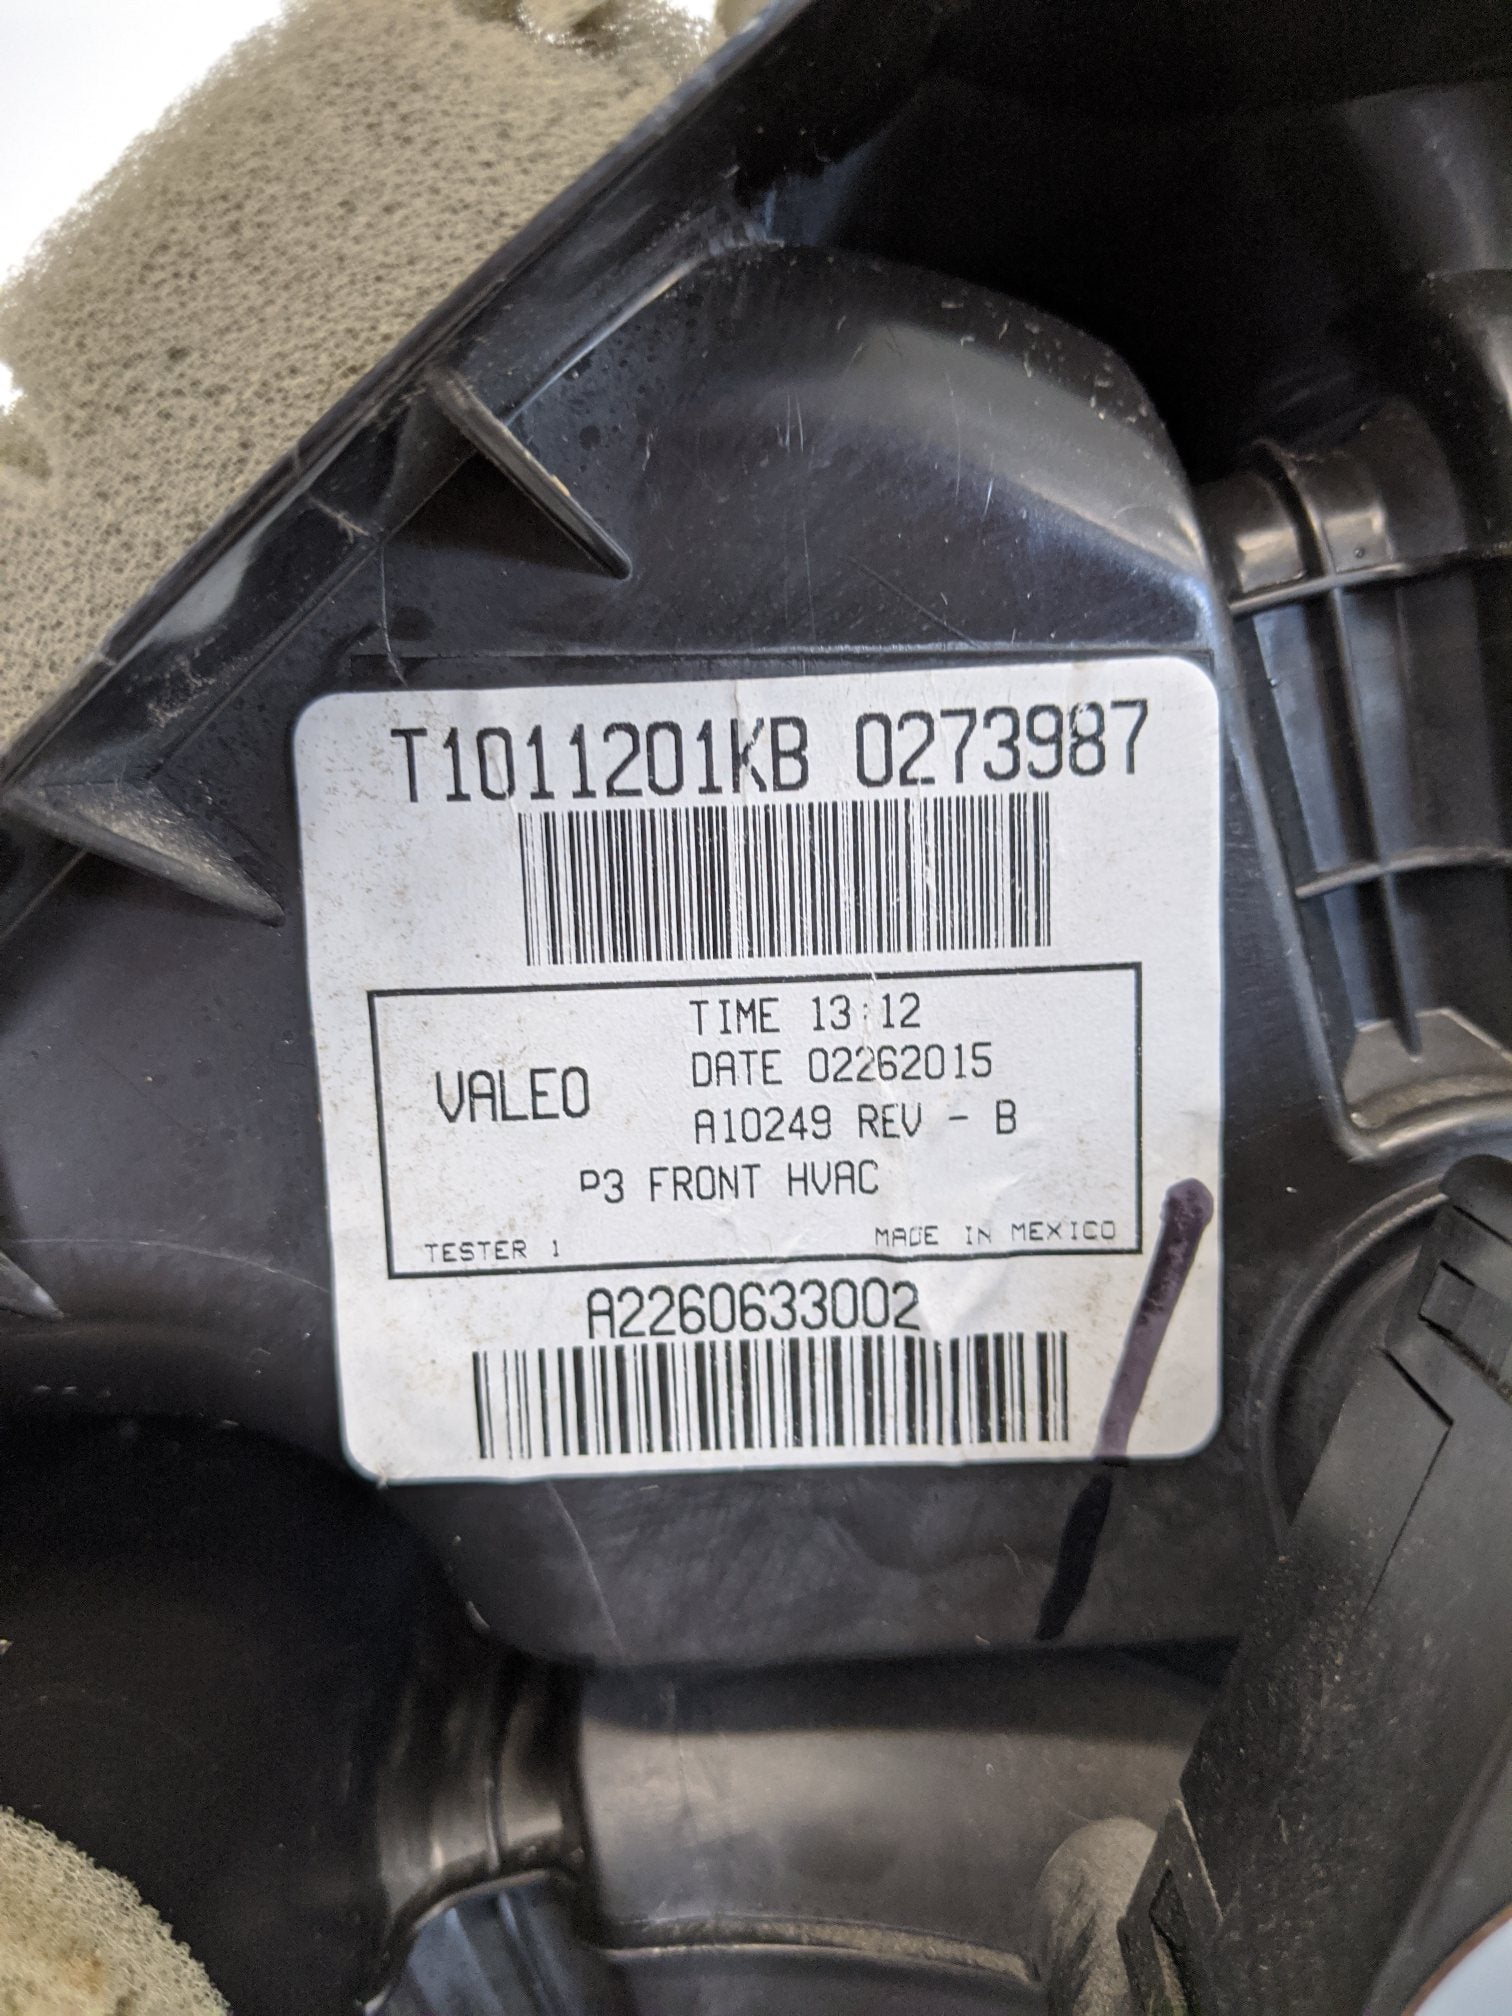 T1011201KB 0273987
TIME 13:12
DATE 02262015
VALEO
A10249 REV - B
P3 FRONT HVAC
TESTER 1 MADE IN MEXICO
A2260633002